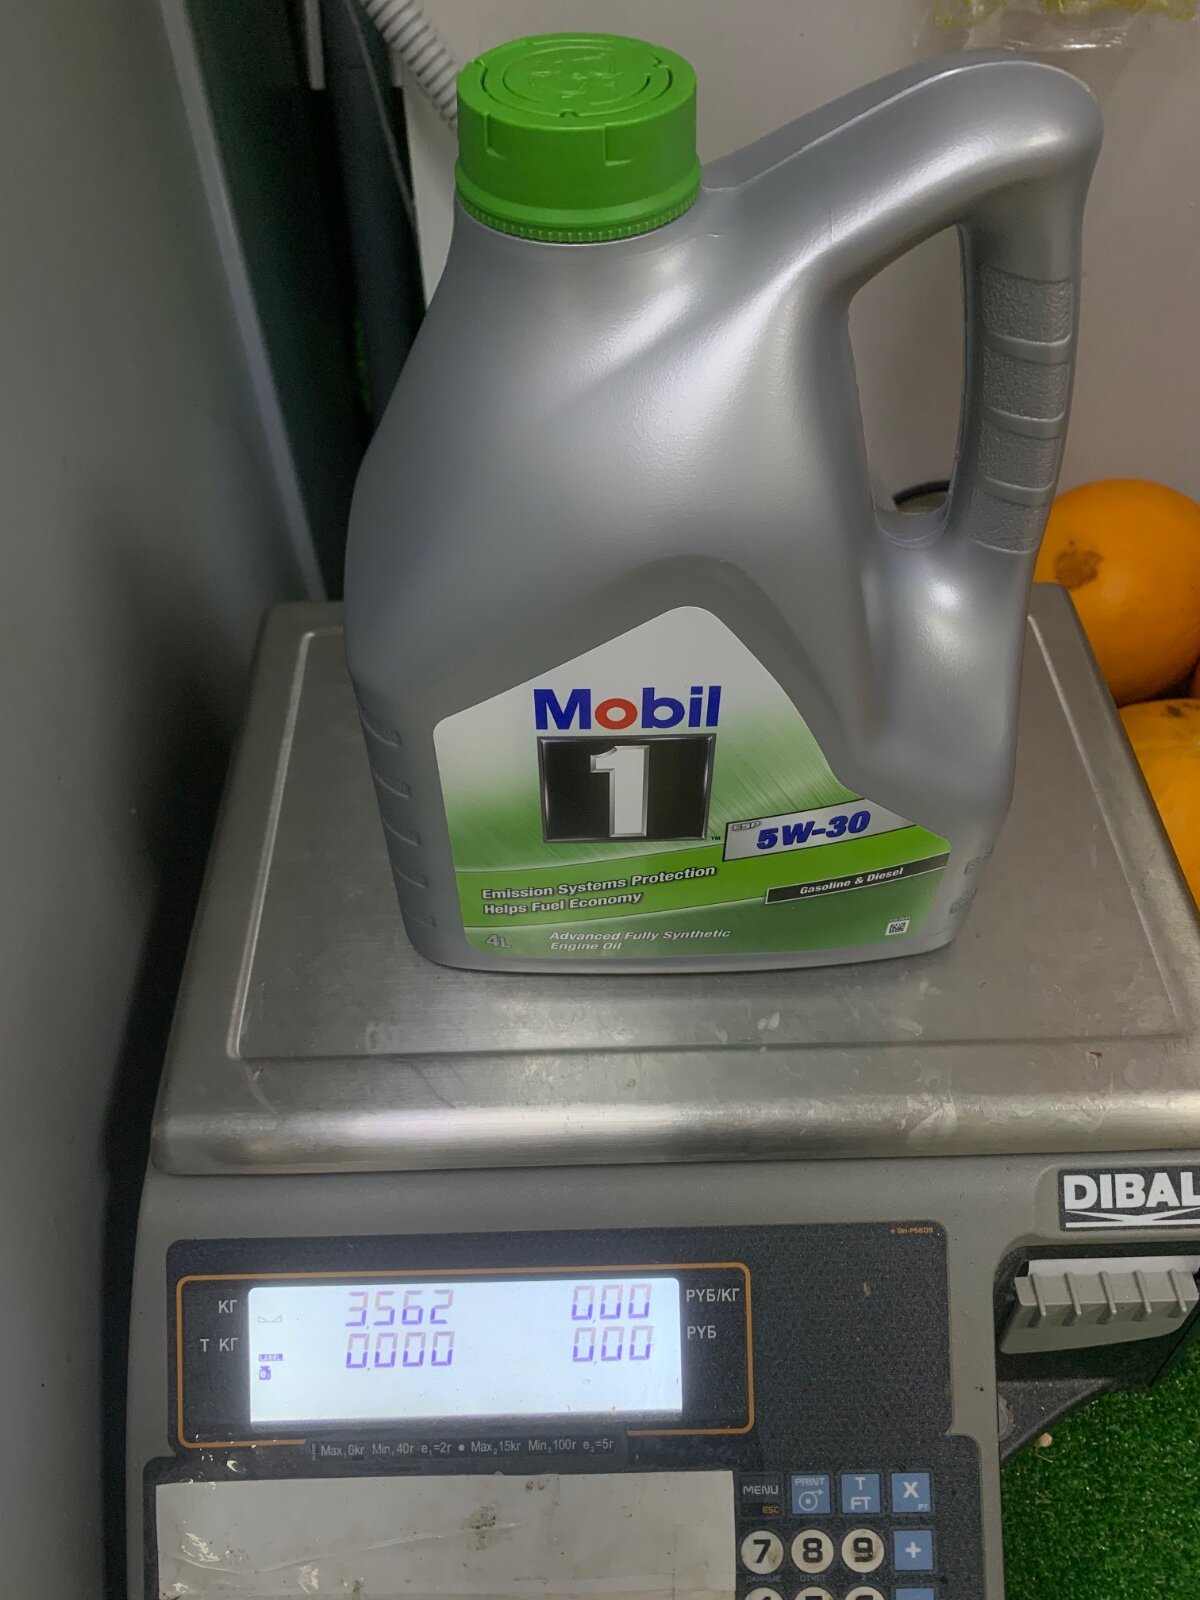 Mobil
1
™
ESP
5W-30
Emission Systems Protection
Helps Fuel Economy
Gasoline & Diesel
4L
Advanced Fully Synthetic
Engine Oil
DIBAL
КГ
3,562
0,00
РУБ/КГ
Т КГ
0,000
0,00
РУБ
LABEL
e₁
Min₁40г e₁=2г • Max₂15кг Min₂100г e₂=5г
MENU
ESC
PRINT
T
FT
X
7
8
9
+